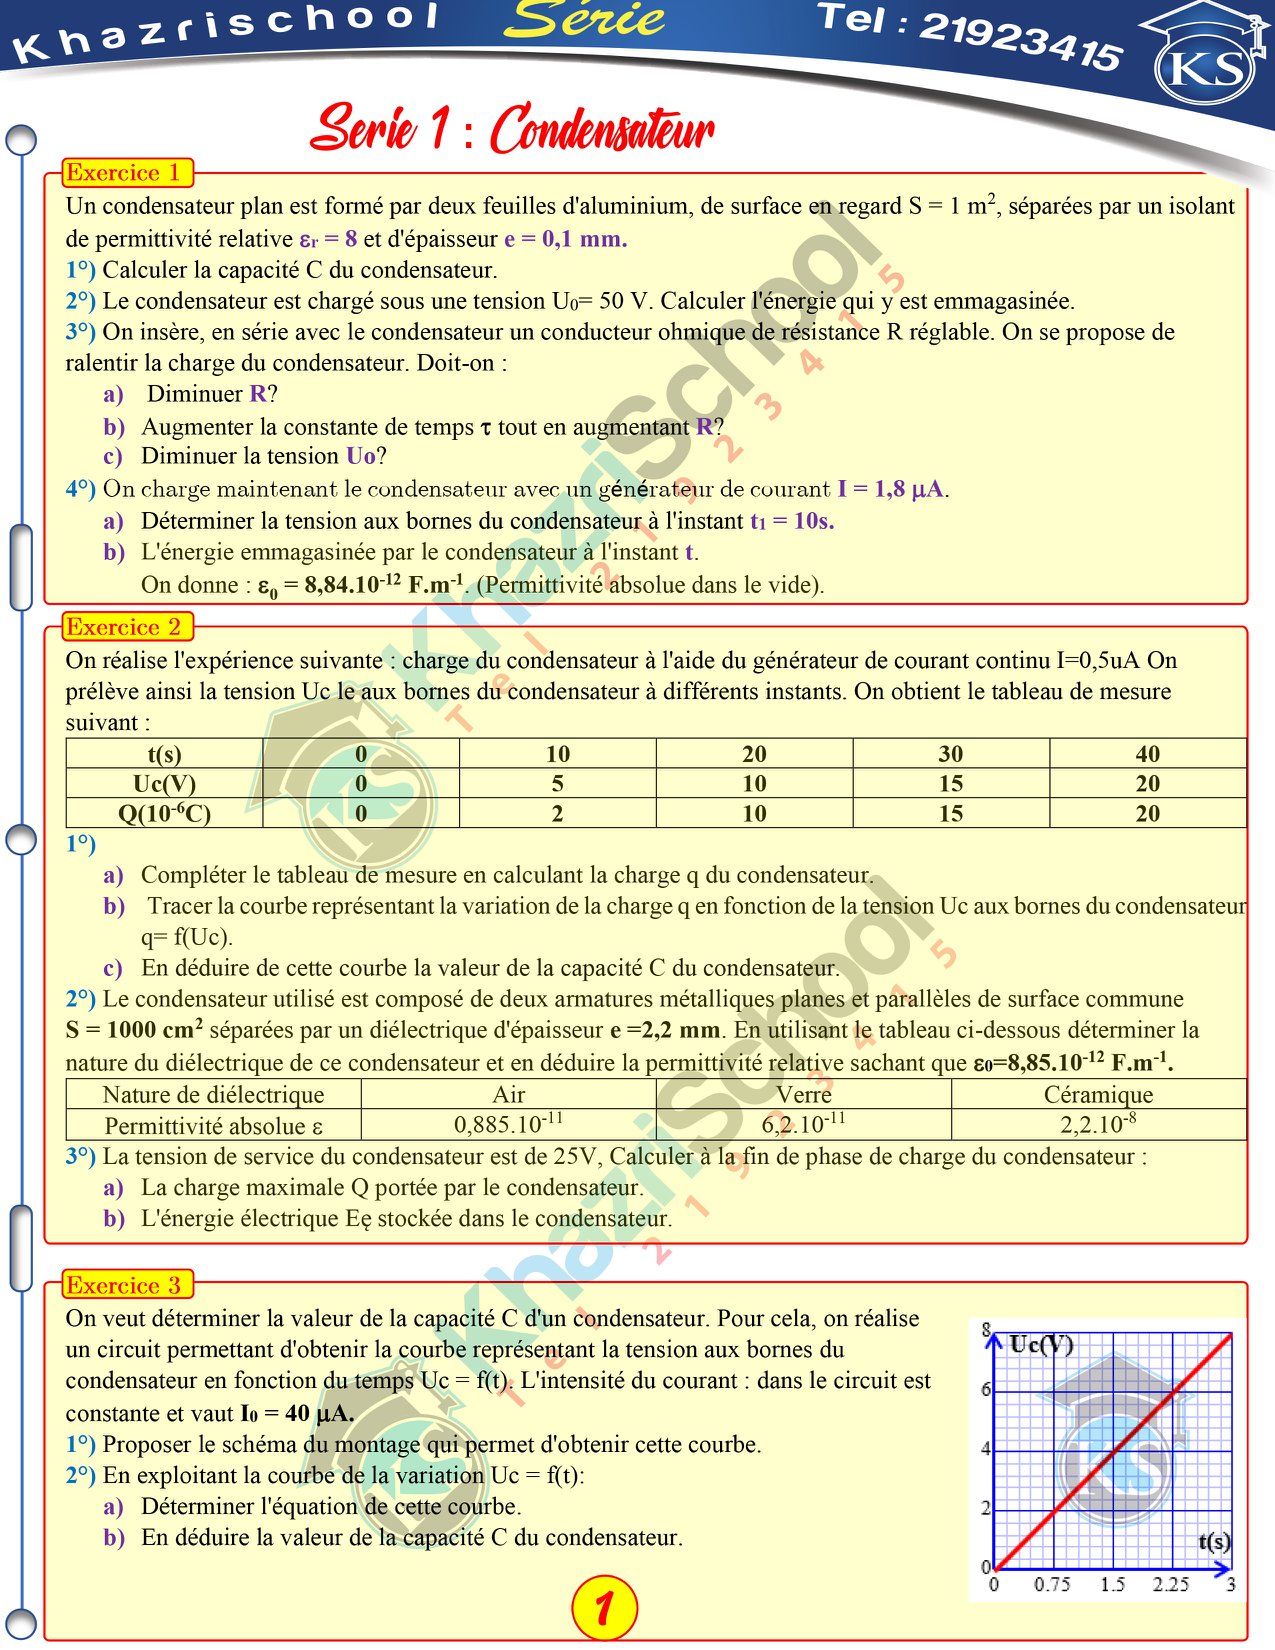 Khazrischool Série Tel : 21923415
KS
Serie 1 : Condensateur
Exercice 1
Un condensateur plan est formé par deux feuilles d'aluminium, de surface en regard S = 1 m², séparées par un isolant
de permittivité relative εr = 8 et d'épaisseur e = 0,1 mm.
1°) Calculer la capacité C du condensateur.
2°) Le condensateur est chargé sous une tension U₀= 50 V. Calculer l'énergie qui y est emmagasinée.
3°) On insère, en série avec le condensateur un conducteur ohmique de résistance R réglable. On se propose de
ralentir la charge du condensateur. Doit-on :
a) Diminuer R?
b) Augmenter la constante de temps τ tout en augmentant R?
c) Diminuer la tension Uo?
4°) On charge maintenant le condensateur avec un générateur de courant I = 1,8 µA.
a) Déterminer la tension aux bornes du condensateur à l'instant t₁ = 10s.
b) L'énergie emmagasinée par le condensateur à l'instant t.
On donne : ε₀ = 8,84.10⁻¹² F.m⁻¹. (Permittivité absolue dans le vide).
Exercice 2
On réalise l'expérience suivante : charge du condensateur à l'aide du générateur de courant continu I=0,5uA On
prélève ainsi la tension Uc le aux bornes du condensateur à différents instants. On obtient le tableau de mesure
suivant :
t(s) 0 10 20 30 40
Uc(V) 0 5 10 15 20
Q(10⁻⁶C) 0 2 10 15 20
1°)
a) Compléter le tableau de mesure en calculant la charge q du condensateur.
b) Tracer la courbe représentant la variation de la charge q en fonction de la tension Uc aux bornes du condensateur
q= f(Uc).
c) En déduire de cette courbe la valeur de la capacité C du condensateur.
2°) Le condensateur utilisé est composé de deux armatures métalliques planes et parallèles de surface commune
S = 1000 cm² séparées par un diélectrique d'épaisseur e =2,2 mm. En utilisant le tableau ci-dessous déterminer la
nature du diélectrique de ce condensateur et en déduire la permittivité relative sachant que ε₀=8,85.10⁻¹² F.m⁻¹.
Nature de diélectrique Air Verre Céramique
Permittivité absolue ε 0,885.10⁻¹¹ 6,2.10⁻¹¹ 2,2.10⁻⁸
3°) La tension de service du condensateur est de 25V, Calculer à la fin de phase de charge du condensateur :
a) La charge maximale Q portée par le condensateur.
b) L'énergie électrique Eę stockée dans le condensateur.
Exercice 3
On veut déterminer la valeur de la capacité C d'un condensateur. Pour cela, on réalise
un circuit permettant d'obtenir la courbe représentant la tension aux bornes du
condensateur en fonction du temps Uc = f(t). L'intensité du courant : dans le circuit est
constante et vaut I₀ = 40 µA.
1°) Proposer le schéma du montage qui permet d'obtenir cette courbe.
2°) En exploitant la courbe de la variation Uc = f(t):
a) Déterminer l'équation de cette courbe.
b) En déduire la valeur de la capacité C du condensateur.
8
Uc(V)
6
4
2
t(s)
0
0 0.75 1.5 2.25 3
1
KhazriSchool
Tel 21923415
KS
KhazriSchool
Tel 21923415
KS
KS